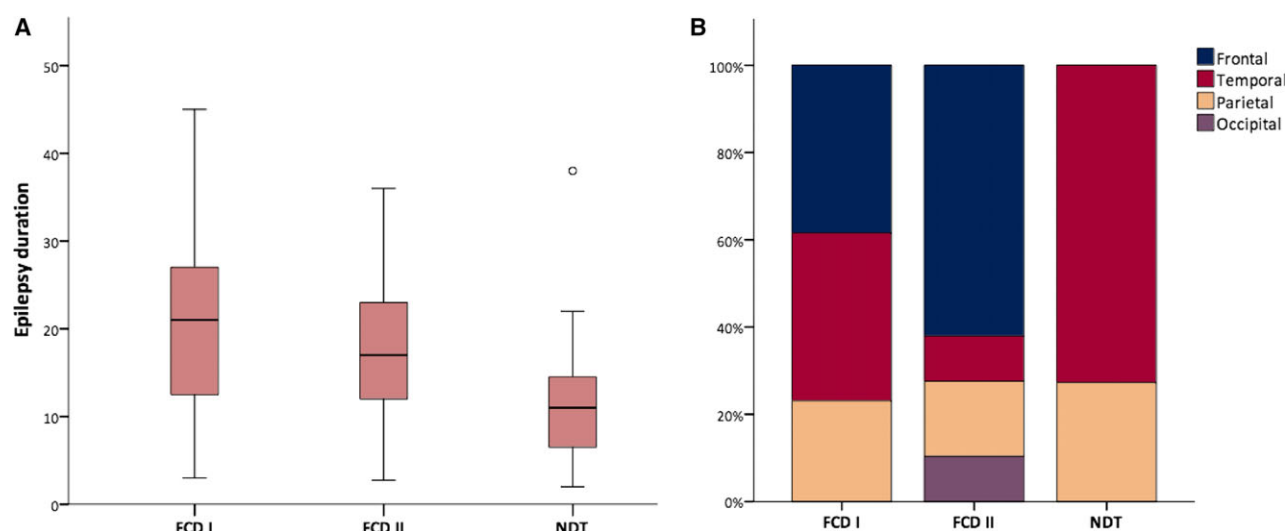 A
Epilepsy duration
50
40
30
20
10
0
FCD I
FCD II
NDT
B
100%
80%
60%
40%
20%
0%
FCD I
FCD II
NDT
Frontal
Temporal
Parietal
Occipital